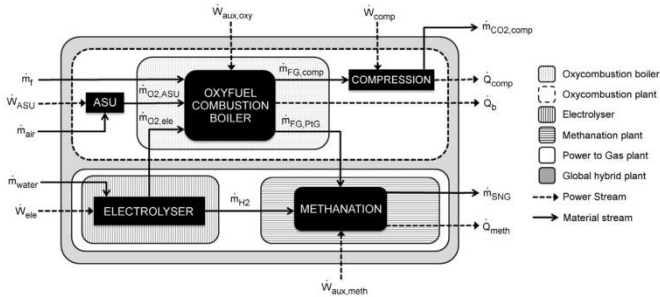 Ẇaux,oxy
Ẇcomp
ṁCO2,comp
ṁf
ṁO2,ASU
OXYFUEL
COMBUSTION
BOILER
ṁFG,comp
COMPRESSION
Q̇comp
ẆASU
ASU
Q̇b
ṁair
ṁO2,ele
ṁFG,PtG
ṁwater
Ẇele
ELECTROLYSER
ṁH2
METHANATION
ṁSNG
Q̇meth
Ẇaux,meth
Oxycombustion boiler
Oxycombustion plant
Electrolyser
Methanation plant
Power to Gas plant
Global hybrid plant
Power Stream
Material stream